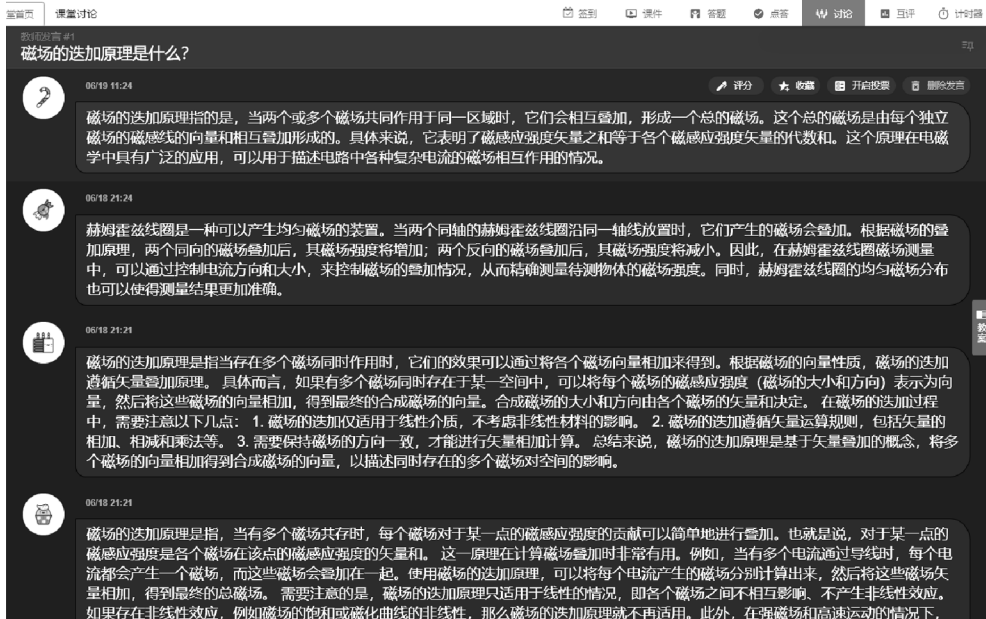 堂首页 课堂讨论 签到 课件 答题 点答 讨论 互评 计时器
教师发言 #1
磁场的迭加原理是什么?
06/19 11:24 评分 收藏 开启投票 删除发言
磁场的迭加原理指的是，当两个或多个磁场共同作用于同一区域时，它们会相互叠加，形成一个总的磁场。这个总的磁场是由每个独立
磁场的磁感线的向量和相互叠加形成的。具体来说，它表明了磁感应强度矢量之和等于各个磁感应强度矢量的代数和。这个原理在电磁
学中具有广泛的应用，可以用于描述电路中各种复杂电流的磁场相互作用的情况。
06/18 21:24
赫姆霍兹线圈是一种可以产生均匀磁场的装置。当两个同轴的赫姆霍兹线圈沿同一轴线放置时，它们产生的磁场会叠加。根据磁场的叠
加原理，两个同向的磁场叠加后，其磁场强度将增加；两个反向的磁场叠加后，其磁场强度将减小。因此，在赫姆霍兹线圈磁场测量
中，可以通过控制电流方向和大小，来控制磁场的叠加情况，从而精确测量待测物体的磁场强度。同时，赫姆霍兹线圈的均匀磁场分布
也可以使得测量结果更加准确。
教案
06/18 21:21
磁场的迭加原理是指当存在多个磁场同时作用时，它们的效果可以通过将各个磁场向量相加来得到。根据磁场的向量性质，磁场的迭加
遵循矢量叠加原理。 具体而言，如果有多个磁场同时存在于某一空间中，可以将每个磁场的磁感应强度（磁场的大小和方向）表示为向
量，然后将这些磁场的向量相加，得到最终的合成磁场的向量。合成磁场的大小和方向由各个磁场的矢量和决定。 在磁场的迭加过程
中，需要注意以下几点： 1. 磁场的迭加仅适用于线性介质，不考虑非线性材料的影响。 2. 磁场的迭加遵循矢量运算规则，包括矢量的
相加、相减和乘法等。 3. 需要保持磁场的方向一致，才能进行矢量相加计算。 总结来说，磁场的迭加原理是基于矢量叠加的概念，将多
个磁场的向量相加得到合成磁场的向量，以描述同时存在的多个磁场对空间的影响。
06/18 21:21
磁场的迭加原理是指，当有多个磁场共存时，每个磁场对于某一点的磁感应强度的贡献可以简单地进行叠加。也就是说，对于某一点的
磁感应强度是各个磁场在该点的磁感应强度的矢量和。 这一原理在计算磁场叠加时非常有用。例如，当有多个电流通过导线时，每个电
流都会产生一个磁场，而这些磁场会叠加在一起。使用磁场的迭加原理，可以将每个电流产生的磁场分别计算出来，然后将这些磁场矢
量相加，得到最终的总磁场。 需要注意的是，磁场的迭加原理只适用于线性的情况，即各个磁场之间不相互影响、不产生非线性效应。
如果存在非线性效应，例如磁场的饱和或磁化曲线的非线性，那么磁场的迭加原理就不再适用。此外，在强磁场和高速运动的情况下，